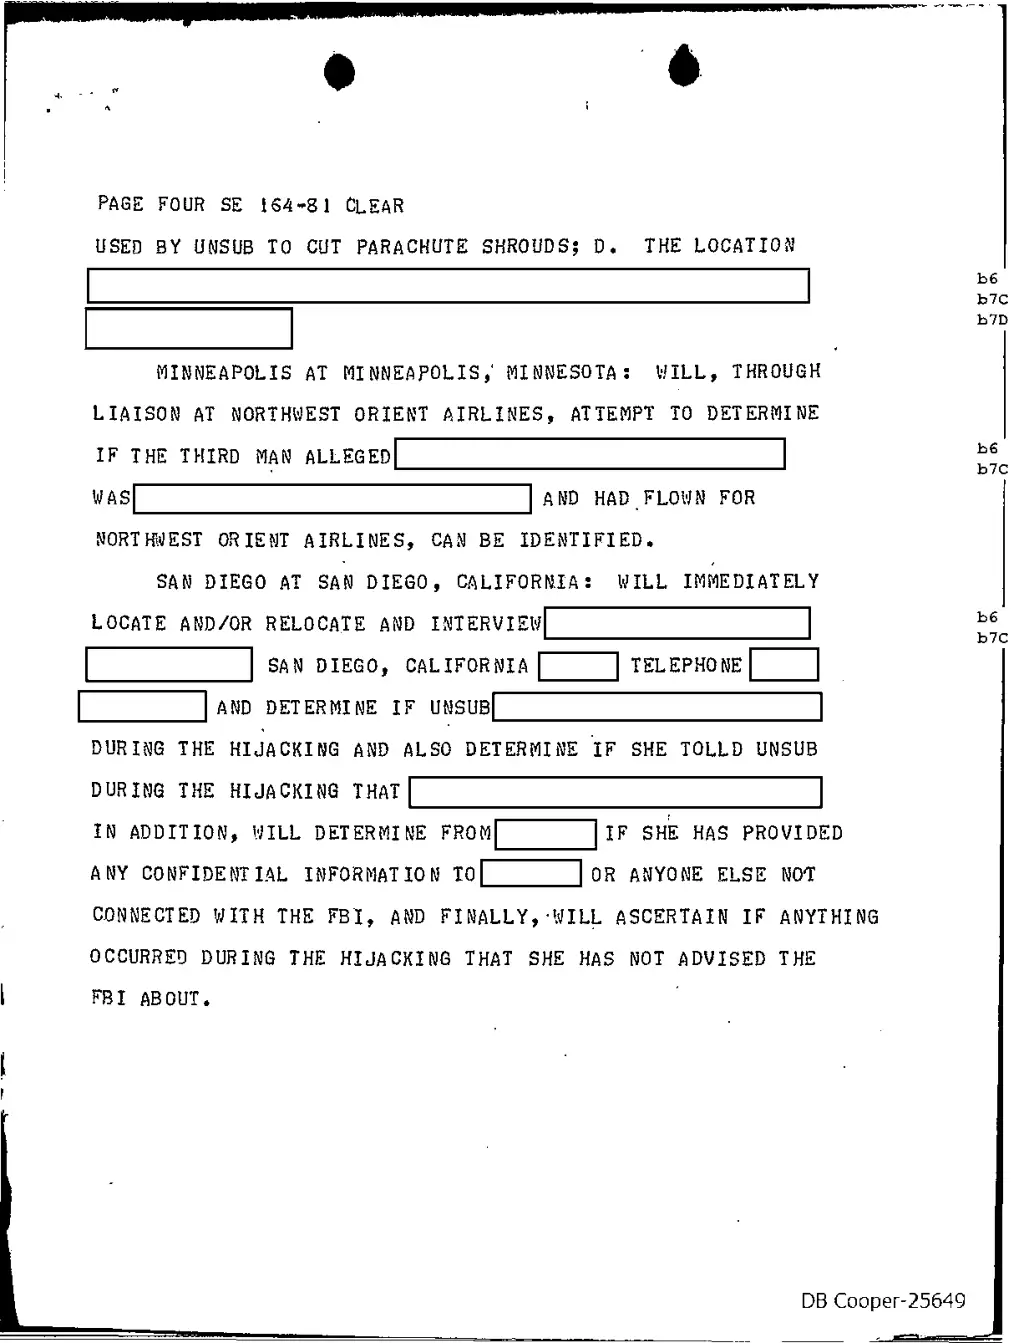 PAGE FOUR SE 164-81 CLEAR
USED BY UNSUB TO CUT PARACHUTE SHROUDS; D. THE LOCATION
b6
b7C
b7D
MINNEAPOLIS AT MINNEAPOLIS, MINNESOTA: WILL, THROUGH
LIAISON AT NORTHWEST ORIENT AIRLINES, ATTEMPT TO DETERMINE
IF THE THIRD MAN ALLEGED
b6
b7C
WAS AND HAD FLOWN FOR
NORTHWEST ORIENT AIRLINES, CAN BE IDENTIFIED.
SAN DIEGO AT SAN DIEGO, CALIFORNIA: WILL IMMEDIATELY
LOCATE AND/OR RELOCATE AND INTERVIEW
b6
b7C
SAN DIEGO, CALIFORNIA TELEPHONE
AND DETERMINE IF UNSUB
DURING THE HIJACKING AND ALSO DETERMINE IF SHE TOLLD UNSUB
DURING THE HIJACKING THAT
IN ADDITION, WILL DETERMINE FROM IF SHE HAS PROVIDED
ANY CONFIDENTIAL INFORMATION TO OR ANYONE ELSE NOT
CONNECTED WITH THE FBI, AND FINALLY, WILL ASCERTAIN IF ANYTHING
OCCURRED DURING THE HIJACKING THAT SHE HAS NOT ADVISED THE
FBI ABOUT.
DB Cooper-25649